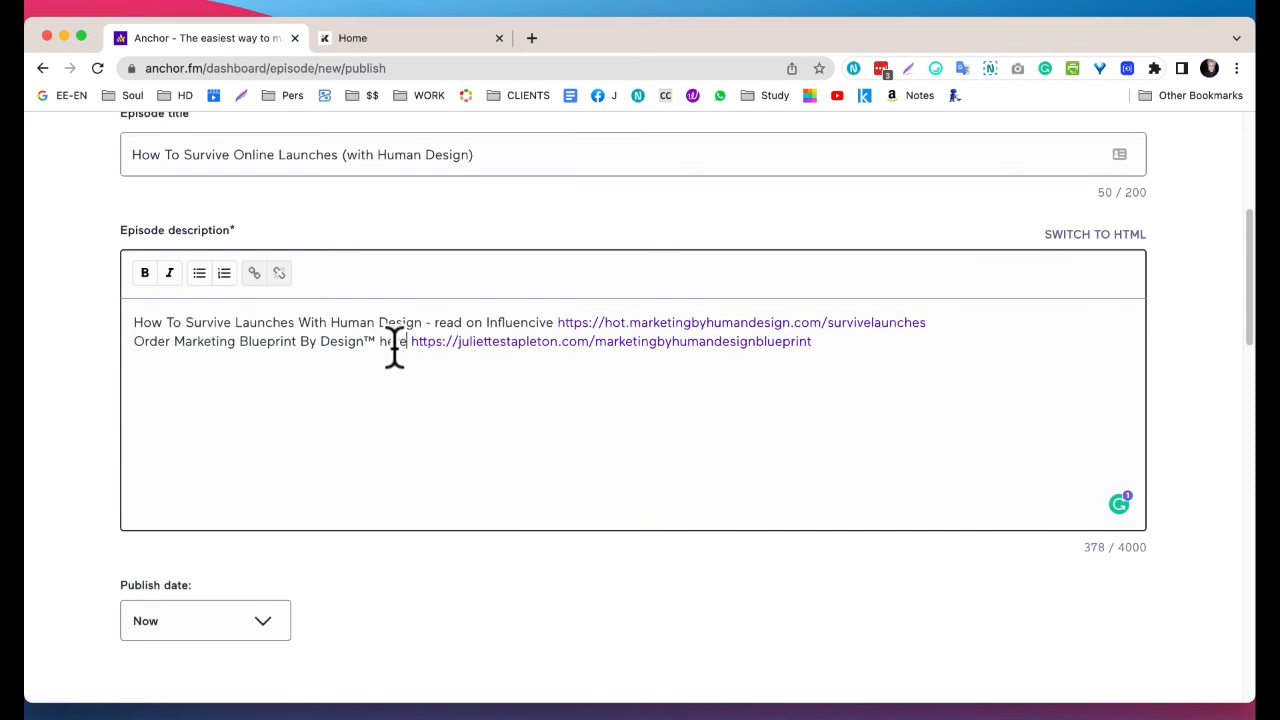 Anchor - The easiest way to m
Home
anchor.fm/dashboard/episode/new/publish
3
EE-EN
Soul
HD
Pers
$$
WORK
CLIENTS
J
CC
Study
Notes
Other Bookmarks
Episode title
How To Survive Online Launches (with Human Design)
50 / 200
Episode description*
SWITCH TO HTML
B I
How To Survive Launches With Human Design - read on Influencive https://hot.marketingbyhumandesign.com/survivelaunches
Order Marketing Blueprint By Design™ here https://juliettestapleton.com/marketingbyhumandesignblueprint
1
378 / 4000
Publish date:
Now